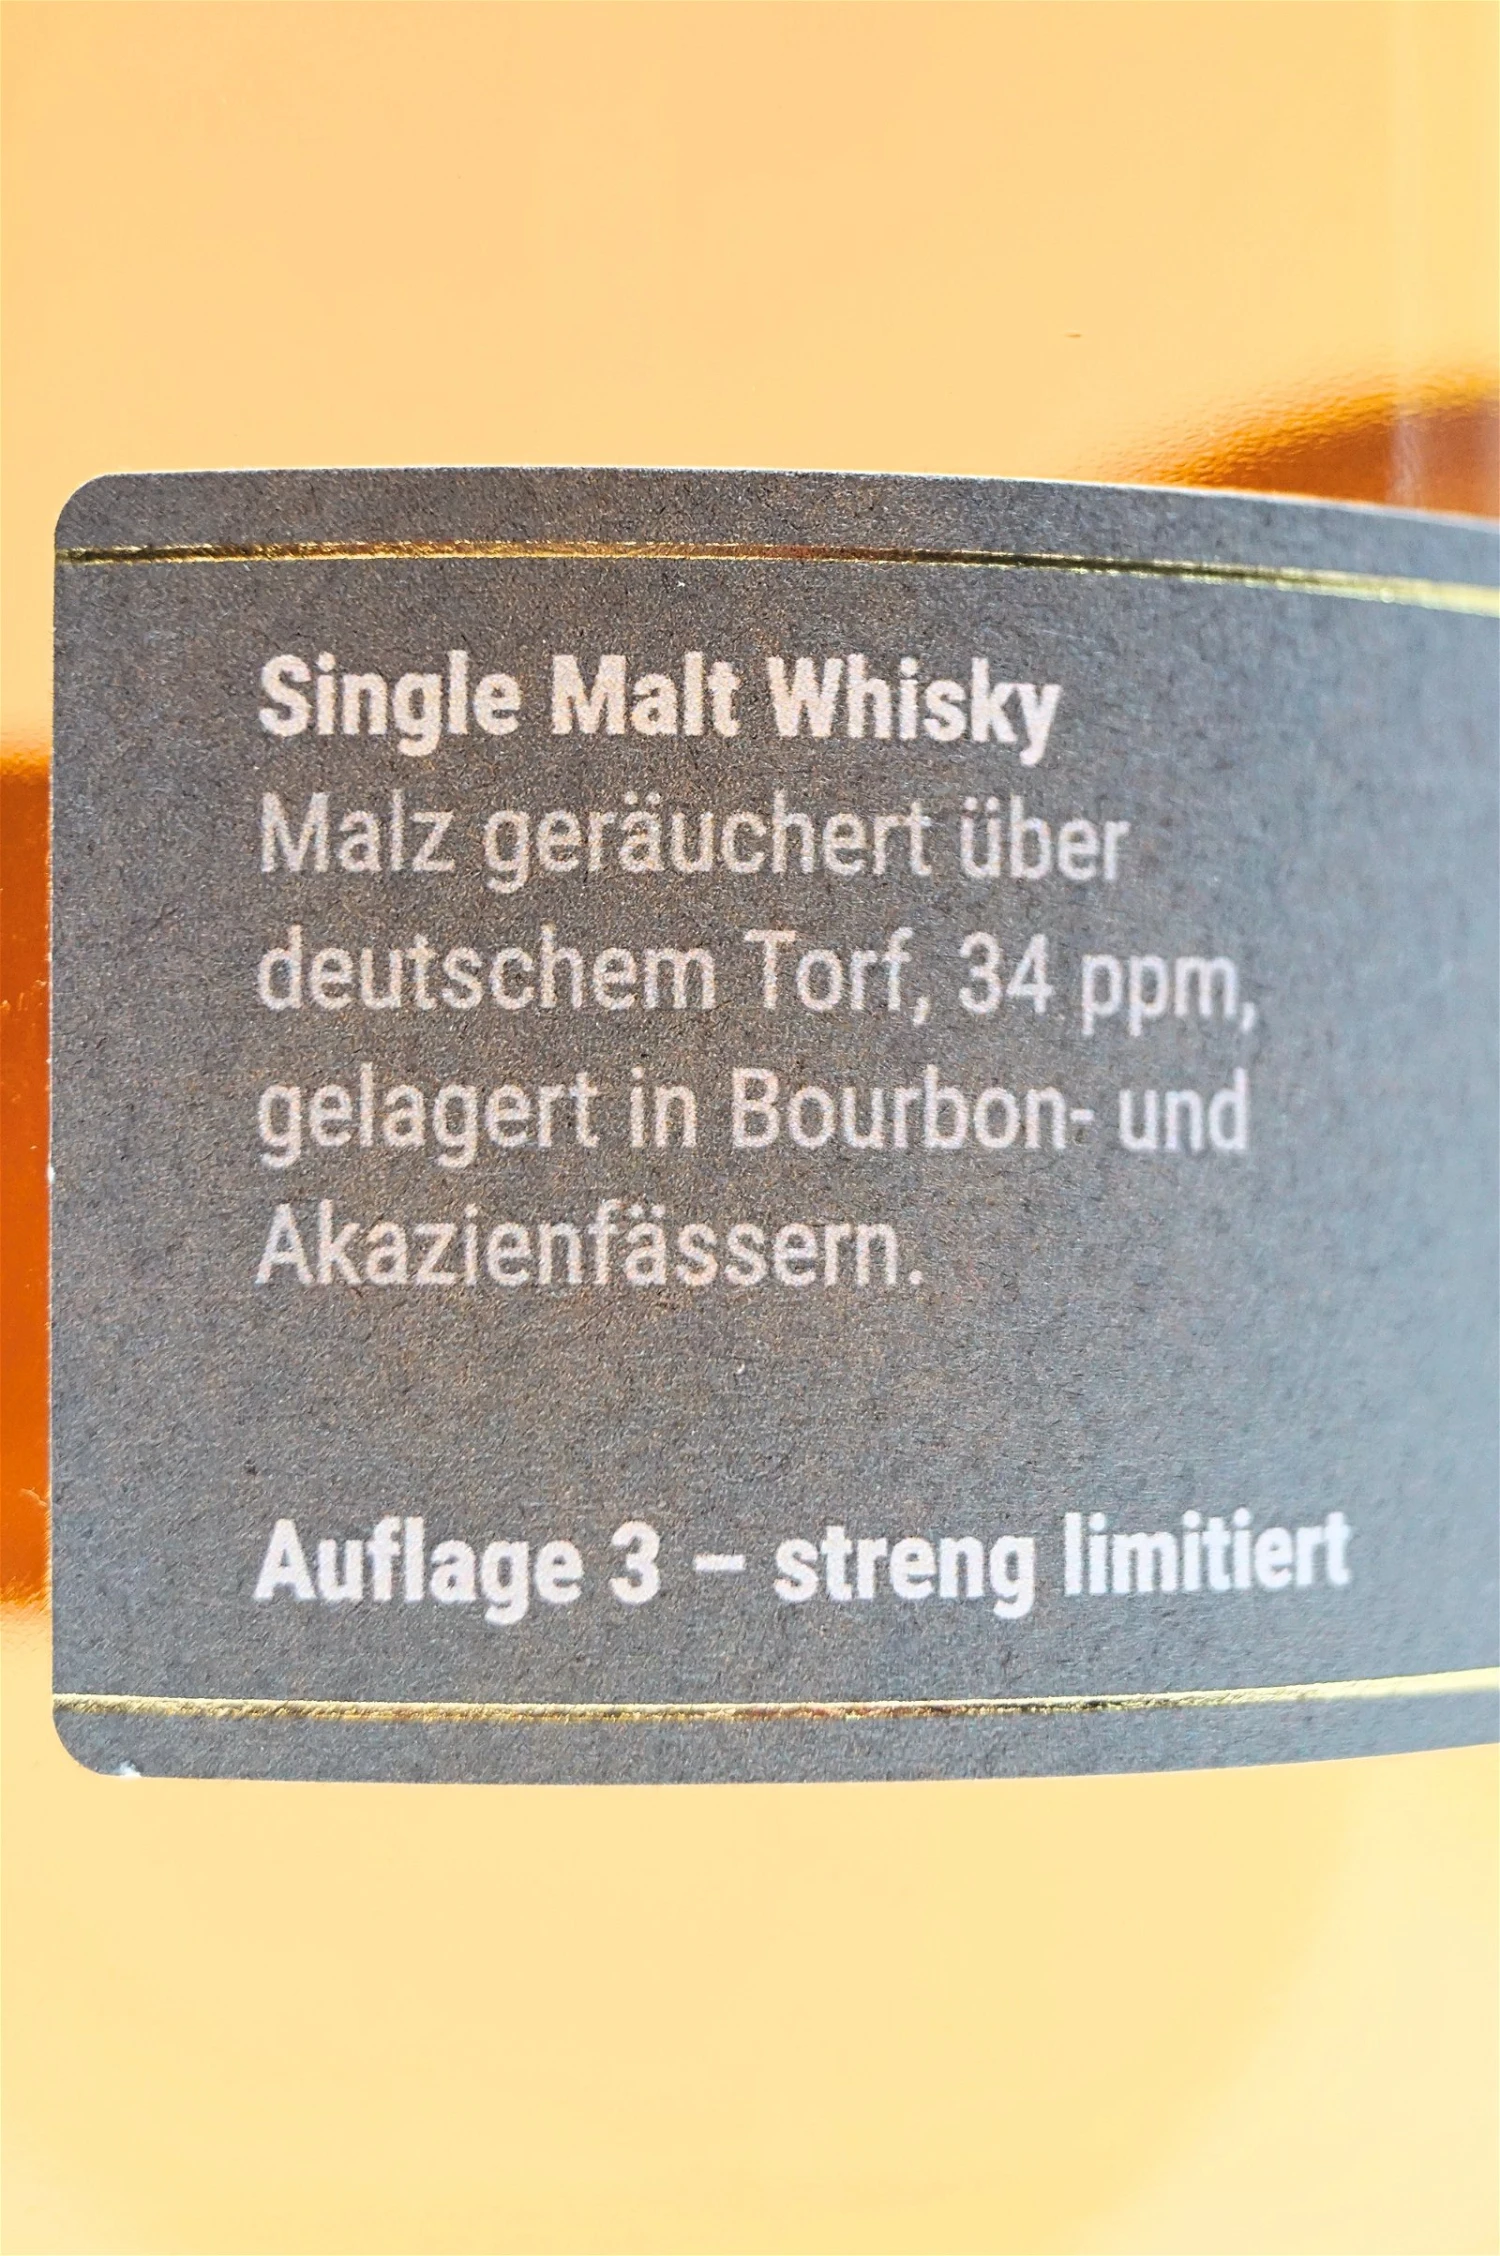 Single Malt Whisky
Malz geräuchert über
deutschem Torf, 34 ppm,
gelagert in Bourbon- und
Akazienfässern.
Auflage 3 – streng limitiert